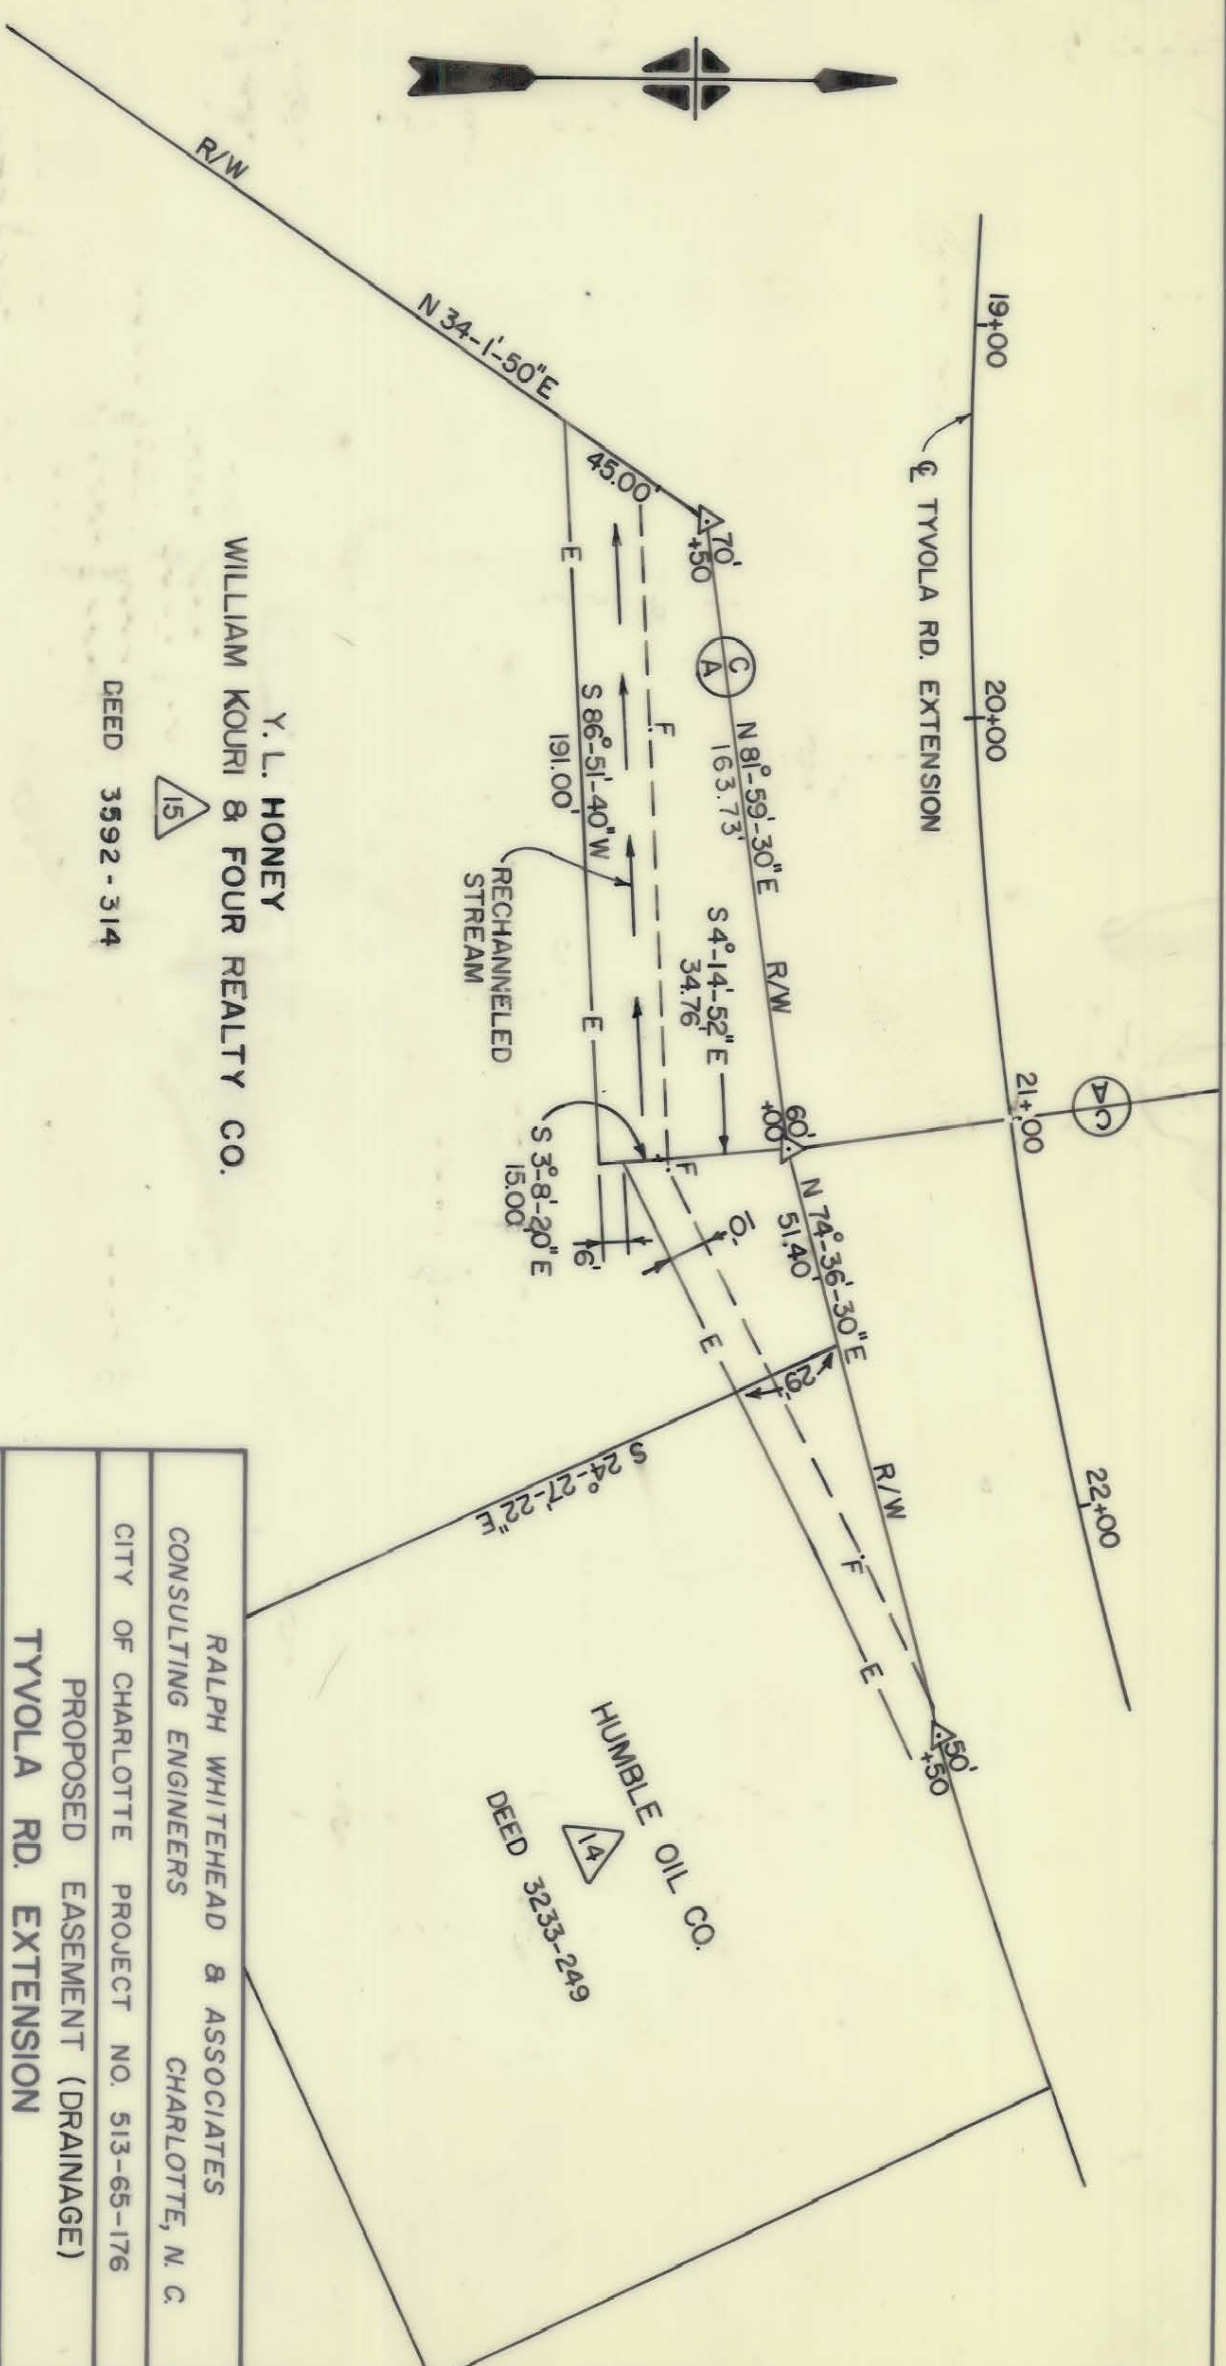 19+00
20+00
21+00
22+00
℄ TYVOLA RD. EXTENSION
A
C
R/W
N 34-1'-50"E
45.00'
70'
+50
C
A
N 81°-59'-30"E
163.73'
R/W
60'
+00
N 74°-36'-30"E
51.40'
R/W
50'
+50
S 4°-14'-52"E
34.76'
F
F
F
E
S 86°-51'-40"W
191.00'
E
E
E
RECHANNELED
STREAM
S 3°-8'-20"E
15.00'
6'
10'
29'
S 24°-27'-22"E
Y. L. HONEY
WILLIAM KOURI & FOUR REALTY CO.
15
DEED 3592-314
HUMBLE OIL CO.
14
DEED 3233-249
RALPH WHITEHEAD & ASSOCIATES
CONSULTING ENGINEERS CHARLOTTE, N. C.
CITY OF CHARLOTTE PROJECT NO. 513-65-176
PROPOSED EASEMENT (DRAINAGE)
TYVOLA RD. EXTENSION